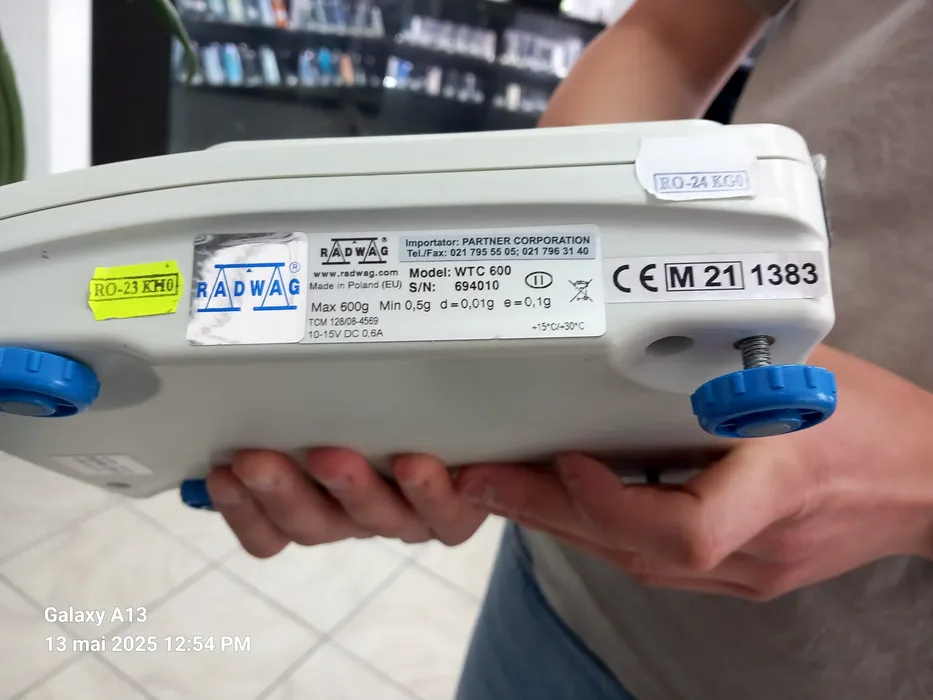 RO-24 KG0
RO-23 KH0
RADWAG®
RADWAG®
www.radwag.com
Made in Poland (EU)
Importator: PARTNER CORPORATION
Tel./Fax: 021 795 55 05; 021 796 31 40
Model: WTC 600
S/N: 694010
II
Max 600g Min 0,5g d=0,01g e=0,1g
TCM 128/08-4569
10-15V DC 0,6A
+15°C/+30°C
CE M 21 1383
Galaxy A13
13 mai 2025 12:54 PM